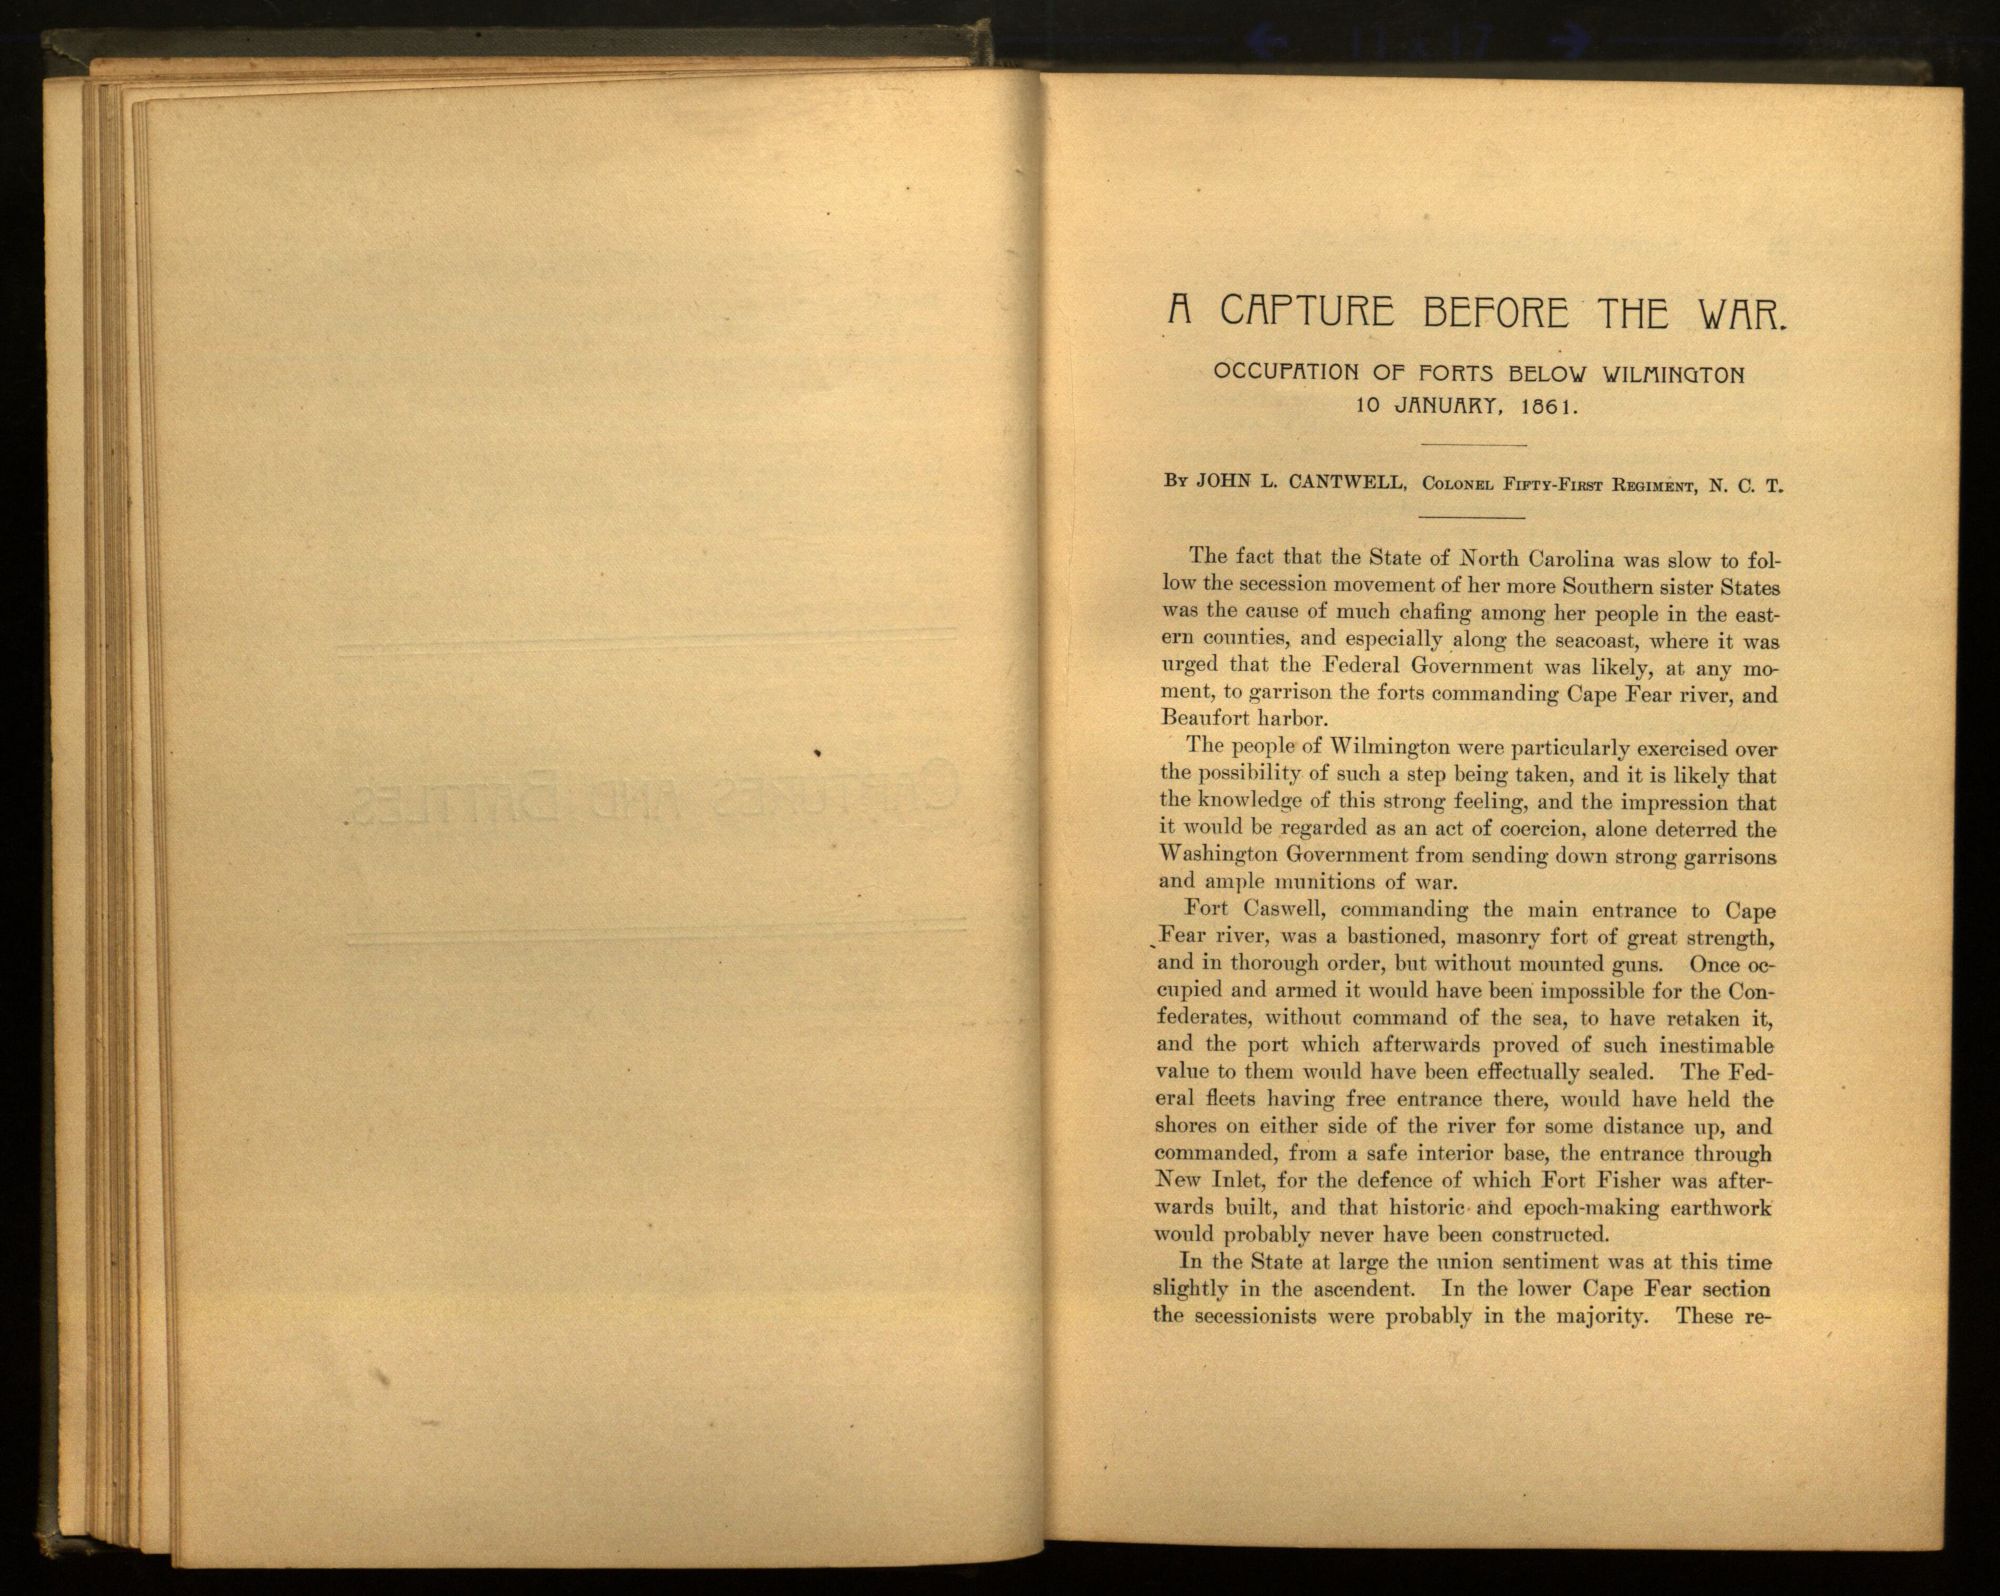 CAPTURES AND BATTLES.
A CAPTURE BEFORE THE WAR.
OCCUPATION OF FORTS BELOW WILMINGTON
10 JANUARY, 1861.
By JOHN L. CANTWELL, Colonel Fifty-First Regiment, N. C. T.
The fact that the State of North Carolina was slow to fol-
low the secession movement of her more Southern sister States
was the cause of much chafing among her people in the east-
ern counties, and especially along the seacoast, where it was
urged that the Federal Government was likely, at any mo-
ment, to garrison the forts commanding Cape Fear river, and
Beaufort harbor.
The people of Wilmington were particularly exercised over
the possibility of such a step being taken, and it is likely that
the knowledge of this strong feeling, and the impression that
it would be regarded as an act of coercion, alone deterred the
Washington Government from sending down strong garrisons
and ample munitions of war.
Fort Caswell, commanding the main entrance to Cape
Fear river, was a bastioned, masonry fort of great strength,
and in thorough order, but without mounted guns. Once oc-
cupied and armed it would have been impossible for the Con-
federates, without command of the sea, to have retaken it,
and the port which afterwards proved of such inestimable
value to them would have been effectually sealed. The Fed-
eral fleets having free entrance there, would have held the
shores on either side of the river for some distance up, and
commanded, from a safe interior base, the entrance through
New Inlet, for the defence of which Fort Fisher was after-
wards built, and that historic and epoch-making earthwork
would probably never have been constructed.
In the State at large the union sentiment was at this time
slightly in the ascendent. In the lower Cape Fear section
the secessionists were probably in the majority. These re-